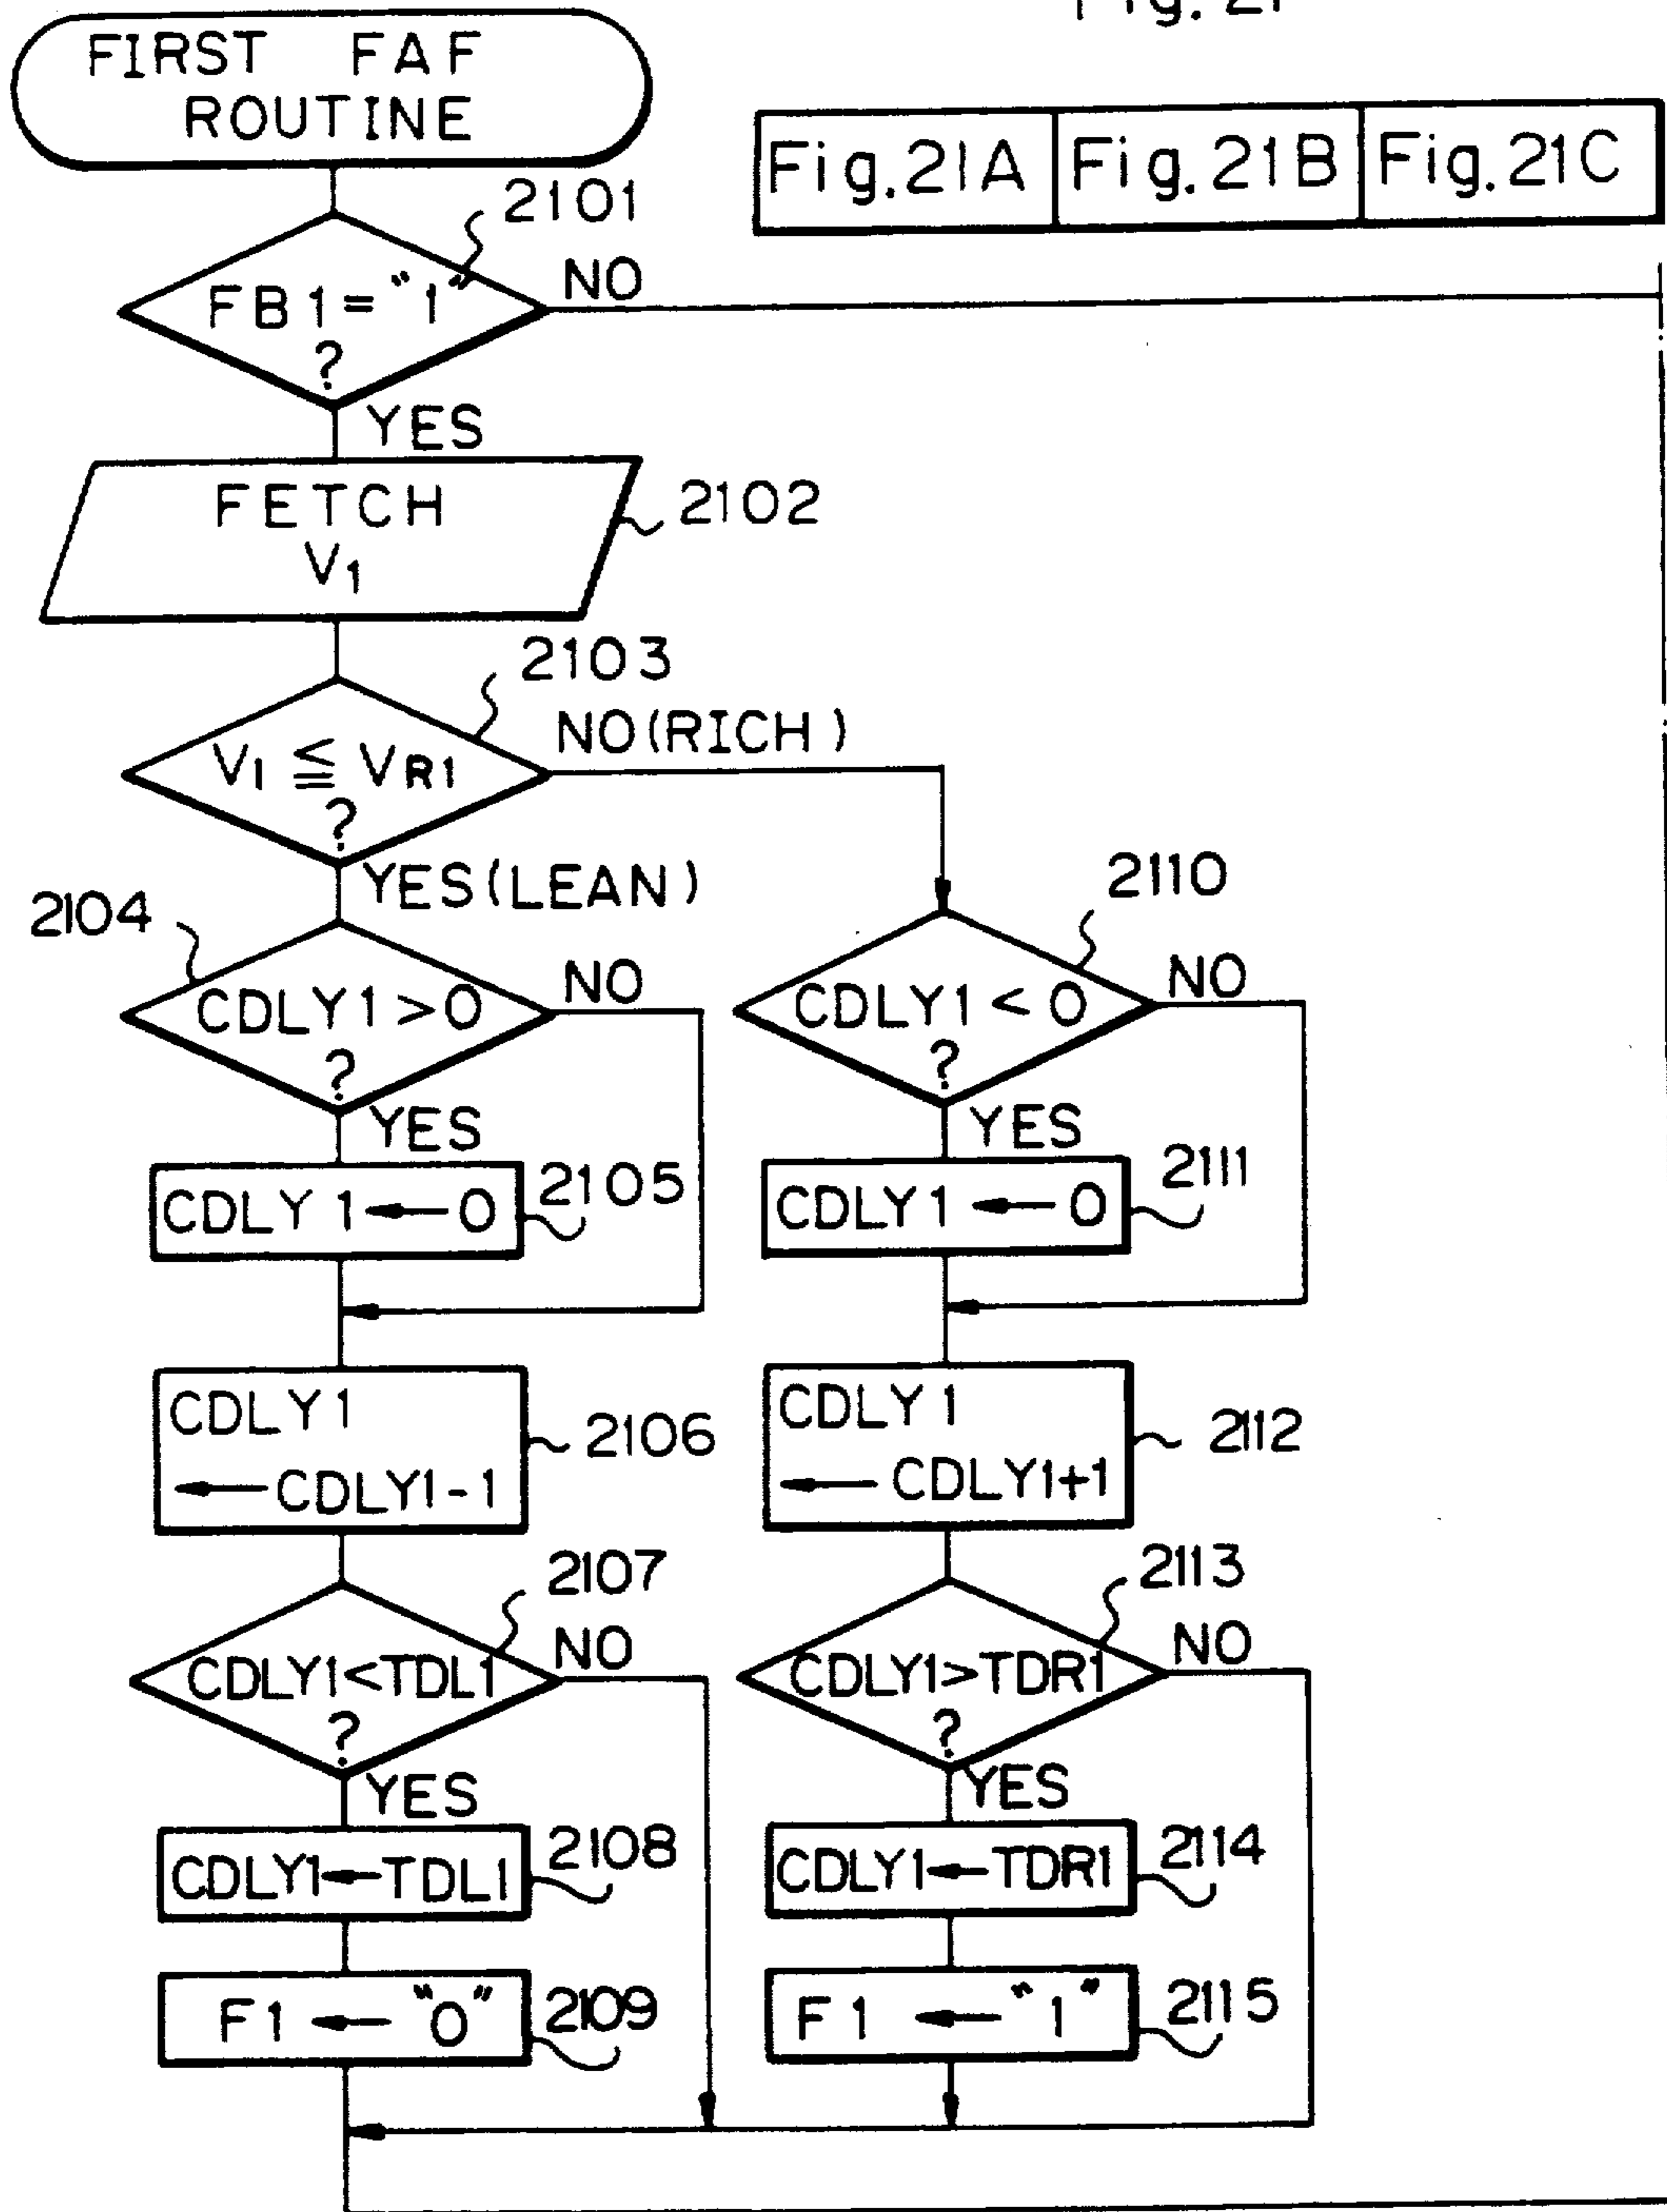 Fig. 21
FIRST FAF
ROUTINE
Fig.21A Fig.21B Fig.21C
2101
FB1="1"
?
NO
YES
FETCH
V1
2102
2103
V1 ≦ VR1
?
NO(RICH)
YES(LEAN)
2104
CDLY1>0
?
NO
YES
CDLY1←0
2105
CDLY1
←CDLY1-1
2106
2107
CDLY1<TDL1
?
NO
YES
CDLY1←TDL1
2108
F1←"0"
2109
2110
CDLY1<0
?
NO
YES
CDLY1←0
2111
CDLY1
←CDLY1+1
2112
2113
CDLY1>TDR1
?
NO
YES
CDLY1←TDR1
2114
F1←"1"
2115